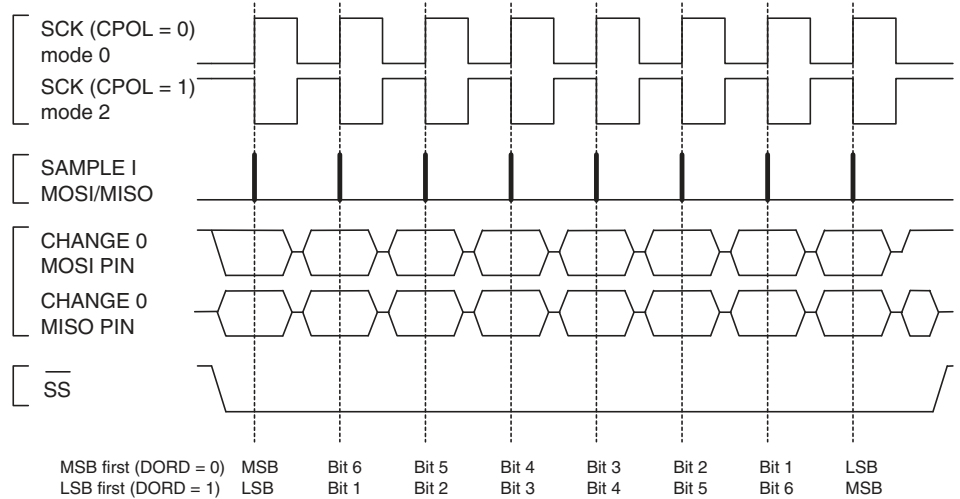 SCK (CPOL = 0)
mode 0
SCK (CPOL = 1)
mode 2
SAMPLE I
MOSI/MISO
CHANGE 0
MOSI PIN
CHANGE 0
MISO PIN
SS
MSB first (DORD = 0) MSB Bit 6 Bit 5 Bit 4 Bit 3 Bit 2 Bit 1 LSB
LSB first (DORD = 1) LSB Bit 1 Bit 2 Bit 3 Bit 4 Bit 5 Bit 6 MSB